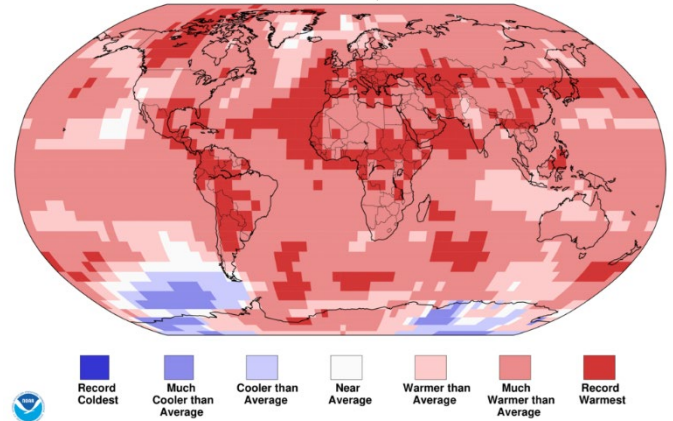 Record
Coldest
Much
Cooler than
Average
Cooler than
Average
Near
Average
Warmer than
Average
Much
Warmer than
Average
Record
Warmest
noaa